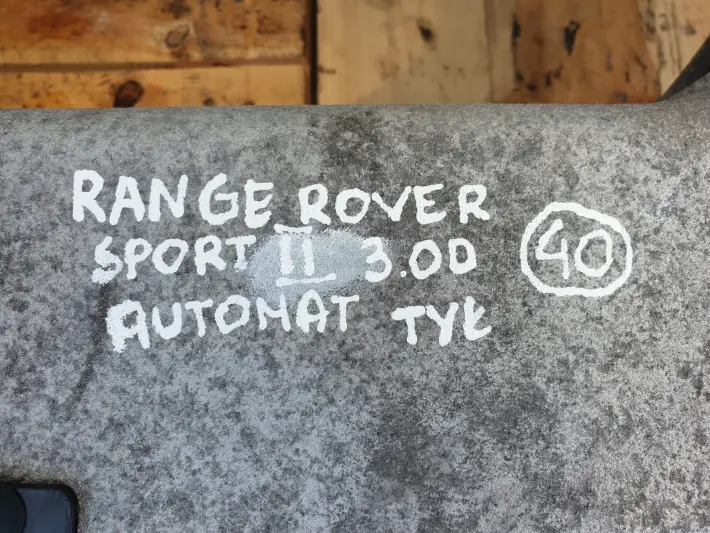 RANGE ROVER
SPORT II 3.0D 40
AUTOMAT TYŁ